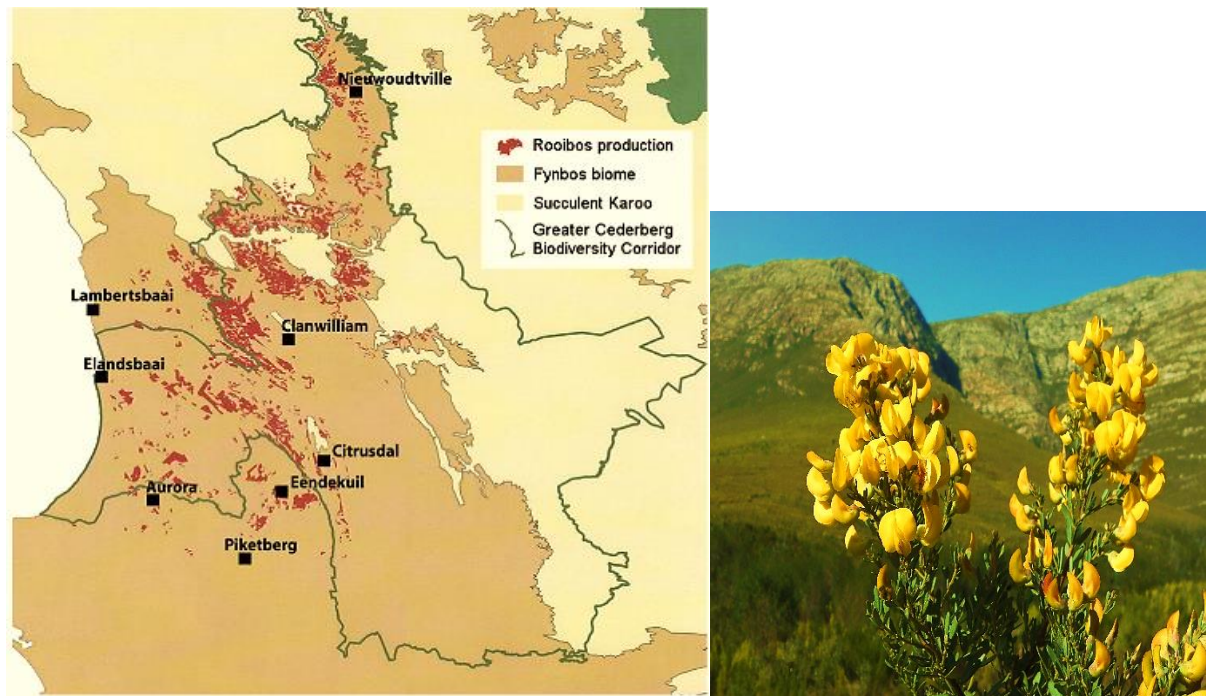 Nieuwoudtville
Rooibos production
Fynbos biome
Succulent Karoo
Greater Cederberg
Biodiversity Corridor
Lambertsbaai
Clanwilliam
Elandsbaai
Citrusdal
Eendekuil
Aurora
Piketberg